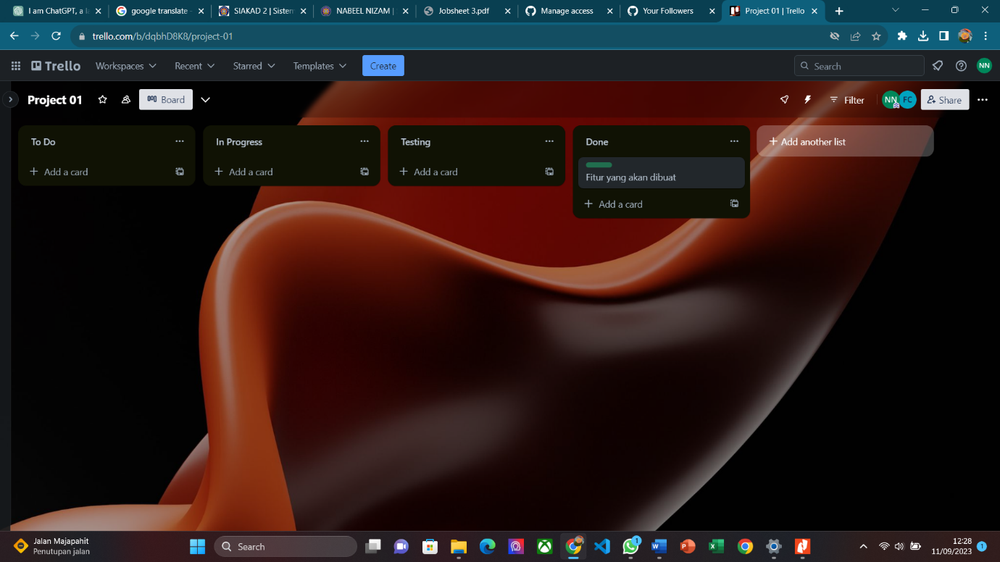 I am ChatGPT, a la
google translate -
SIAKAD 2 | Sistem
NABEEL NIZAM |
Jobsheet 3.pdf
Manage access
Your Followers
Project 01 | Trello
trello.com/b/dqbhD8K8/project-01
Trello
Workspaces
Recent
Starred
Templates
Create
Search
NN
Project 01
Board
Filter
NN
FC
Share
To Do
In Progress
Testing
Done
Add another list
Add a card
Add a card
Add a card
Fitur yang akan dibuat
Add a card
Jalan Majapahit
Penutupan jalan
Search
1
12:28
11/09/2023
1